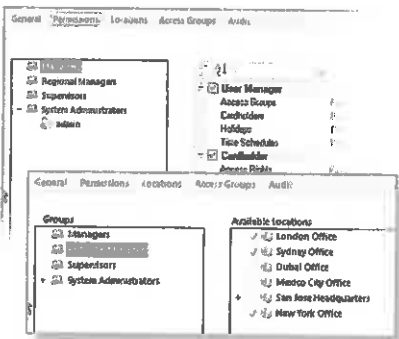 General Permissions Locations Access Groups Audit
Regional Managers
Supervisors
System Administrators
admin
User Manager
Access Groups
Cardholders
Holidays
Time Schedules
Cardholder
Access Rights
General Permissions Locations Access Groups Audit
Groups
Managers
Supervisors
System Administrators
Available Locations
London Office
Sydney Office
Dubai Office
Mexico City Office
San Jose Headquarters
New York Office